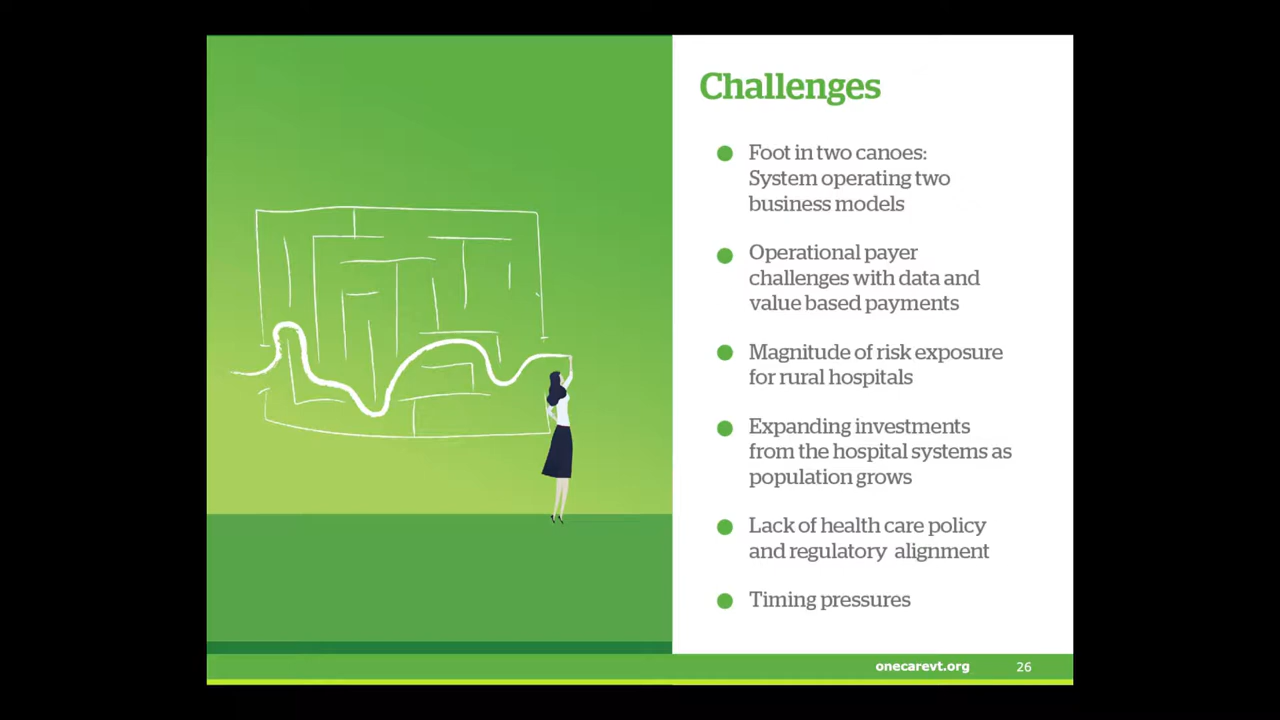 Challenges
Foot in two canoes:
System operating two
business models
Operational payer
challenges with data and
value based payments
Magnitude of risk exposure
for rural hospitals
Expanding investments
from the hospital systems as
population grows
Lack of health care policy
and regulatory alignment
Timing pressures
onecarevt.org 26